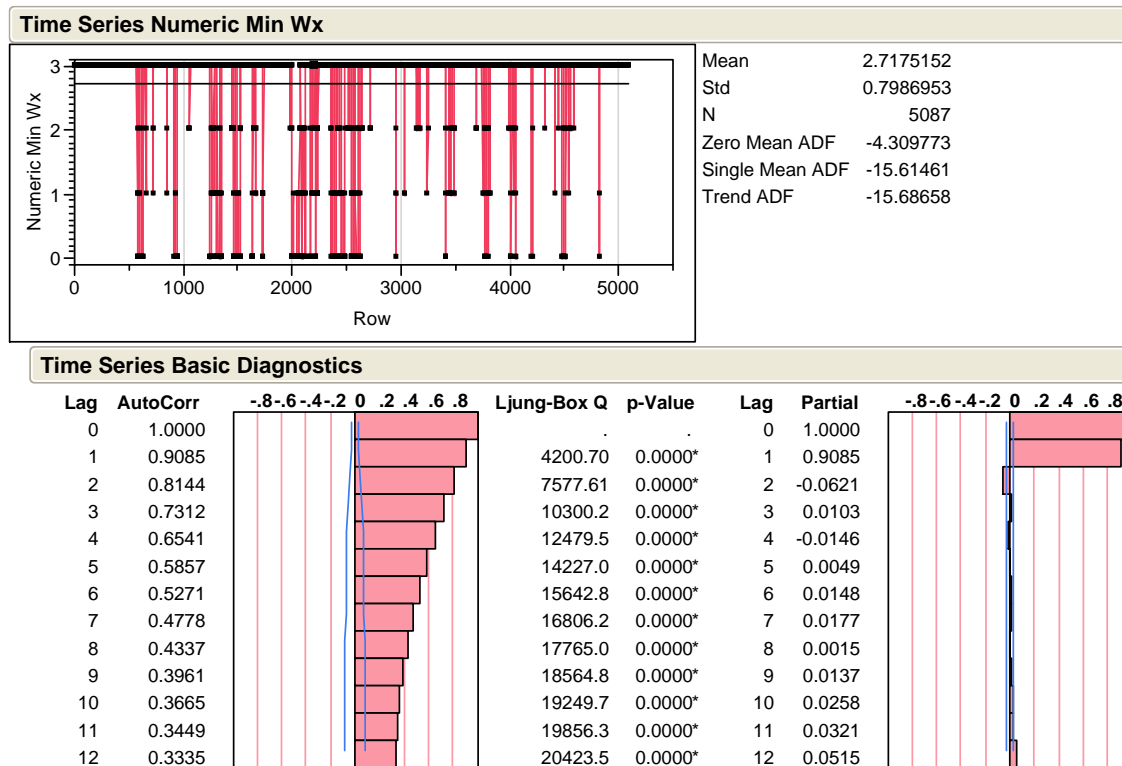 Time Series Numeric Min Wx
Numeric Min Wx
3
2
1
0
0 1000 2000 3000 4000 5000
Row
Mean 2.7175152
Std 0.7986953
N 5087
Zero Mean ADF -4.309773
Single Mean ADF -15.61461
Trend ADF -15.68658
Time Series Basic Diagnostics
Lag AutoCorr -.8-.6 -.4-.2 0 .2 .4 .6 .8 Ljung-Box Q p-Value Lag Partial -.8-.6 -.4-.2 0 .2 .4 .6 .8
0 1.0000 . . 0 1.0000
1 0.9085 4200.70 0.0000* 1 0.9085
2 0.8144 7577.61 0.0000* 2 -0.0621
3 0.7312 10300.2 0.0000* 3 0.0103
4 0.6541 12479.5 0.0000* 4 -0.0146
5 0.5857 14227.0 0.0000* 5 0.0049
6 0.5271 15642.8 0.0000* 6 0.0148
7 0.4778 16806.2 0.0000* 7 0.0177
8 0.4337 17765.0 0.0000* 8 0.0015
9 0.3961 18564.8 0.0000* 9 0.0137
10 0.3665 19249.7 0.0000* 10 0.0258
11 0.3449 19856.3 0.0000* 11 0.0321
12 0.3335 20423.5 0.0000* 12 0.0515